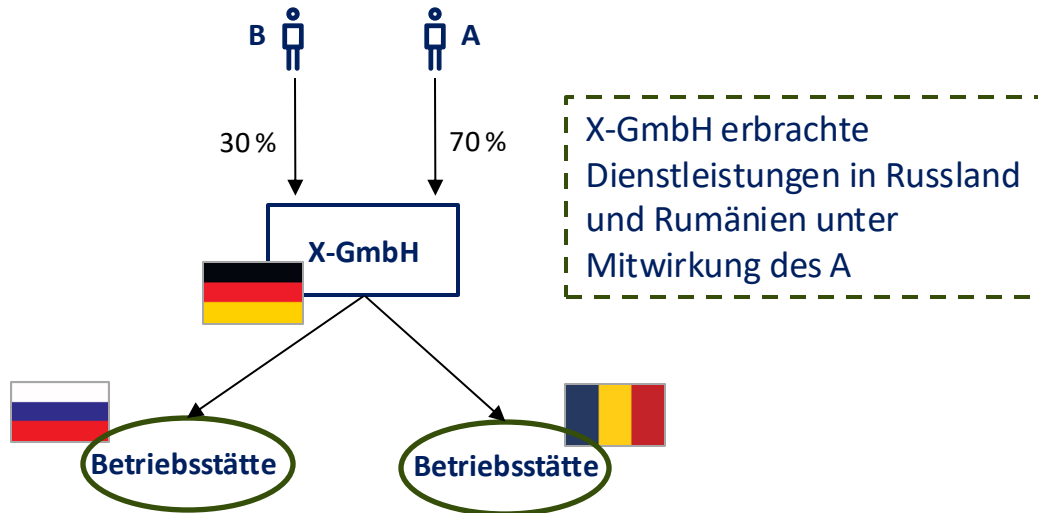 B
A
30 %
70 %
X-GmbH
X-GmbH erbrachte
Dienstleistungen in Russland
und Rumänien unter
Mitwirkung des A
Betriebsstätte
Betriebsstätte